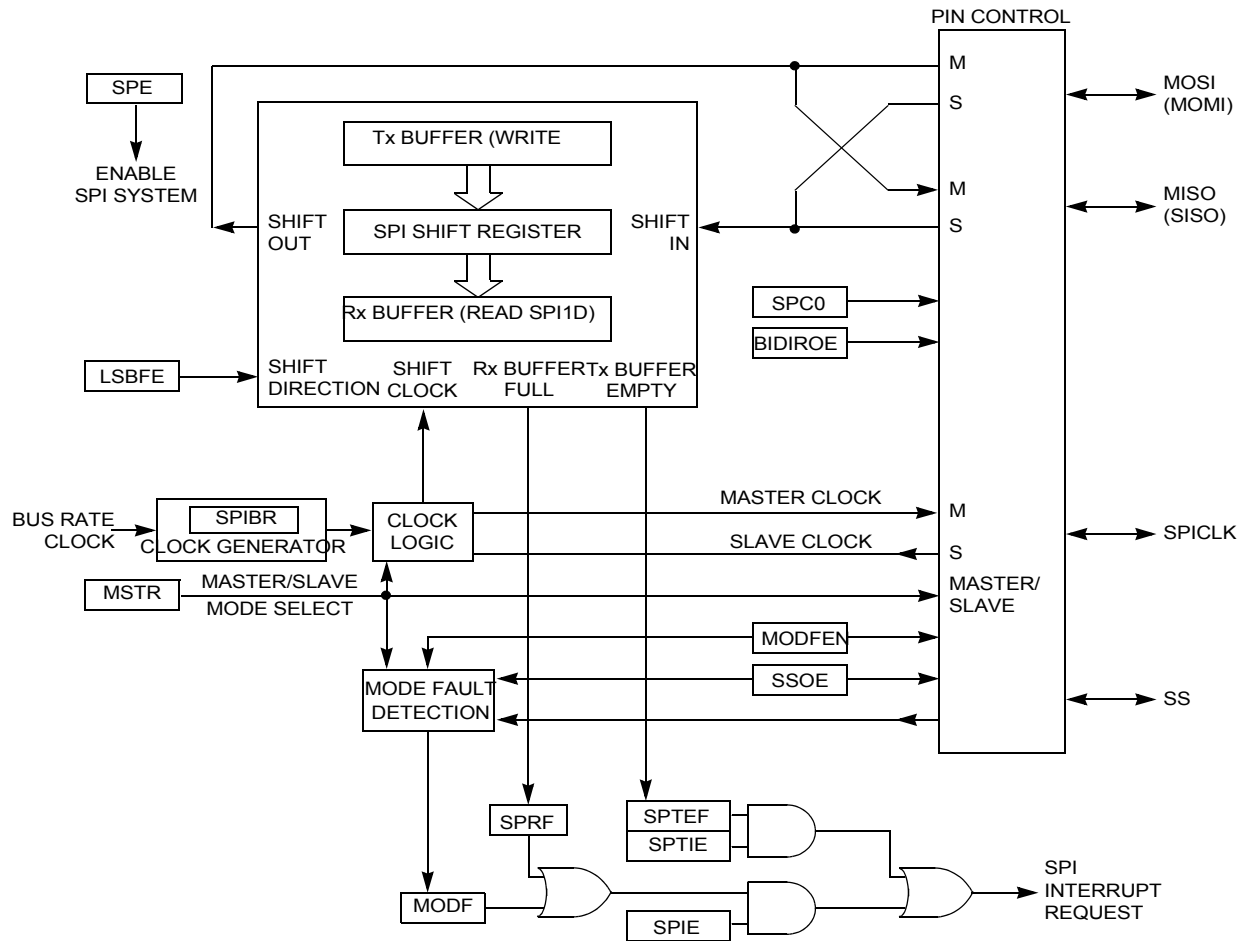 PIN CONTROL
M
MOSI
(MOMI)
SPE
S
Tx BUFFER (WRITE
ENABLE
SPI SYSTEM
M
MISO
(SISO)
SHIFT
OUT
SPI SHIFT REGISTER
SHIFT
IN
S
SPC0
Rx BUFFER (READ SPI1D)
BIDIROE
LSBFE
SHIFT
DIRECTION
SHIFT
CLOCK
Rx BUFFER
FULL
Tx BUFFER
EMPTY
MASTER CLOCK
M
BUS RATE
CLOCK
SPIBR
CLOCK GENERATOR
CLOCK
LOGIC
SPICLK
SLAVE CLOCK
S
MSTR
MASTER/SLAVE
MODE SELECT
MASTER/
SLAVE
MODFEN
MODE FAULT
DETECTION
SSOE
SS
SPRF
SPTEF
SPTIE
MODF
SPIE
SPI
INTERRUPT
REQUEST